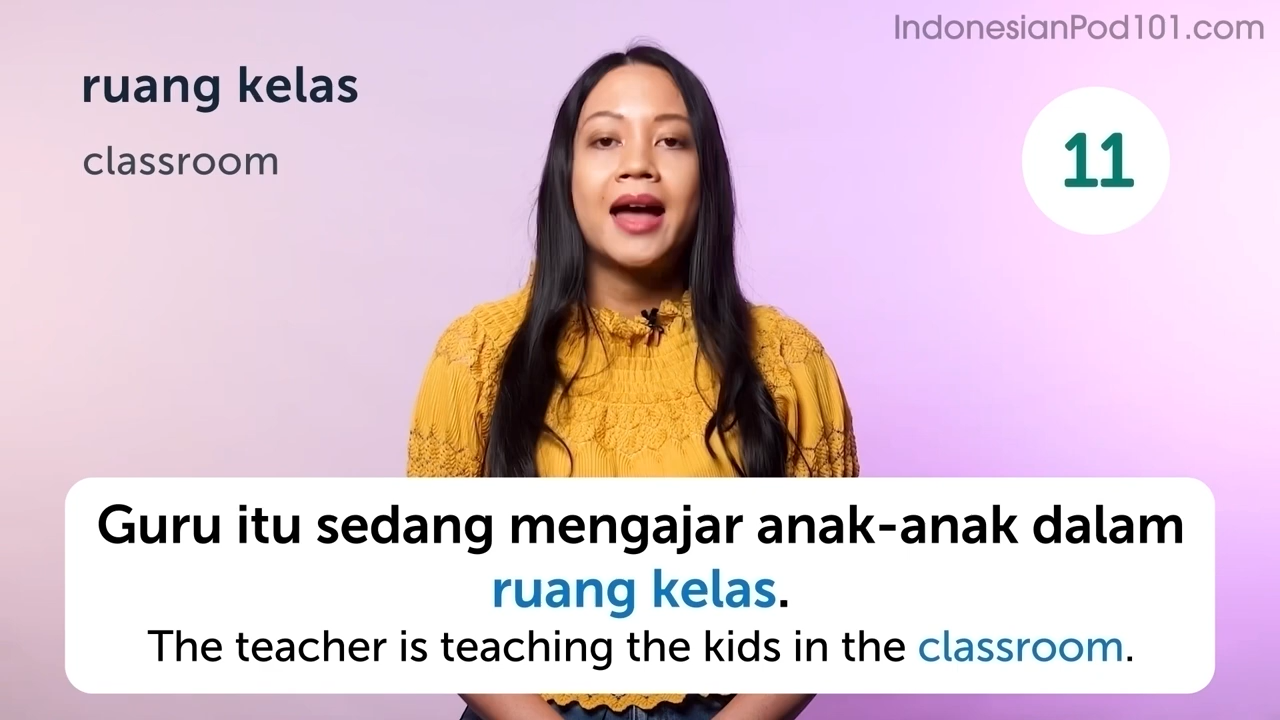 IndonesianPod101.com
ruang kelas
classroom
11
Guru itu sedang mengajar anak-anak dalam
ruang kelas.
The teacher is teaching the kids in the classroom.